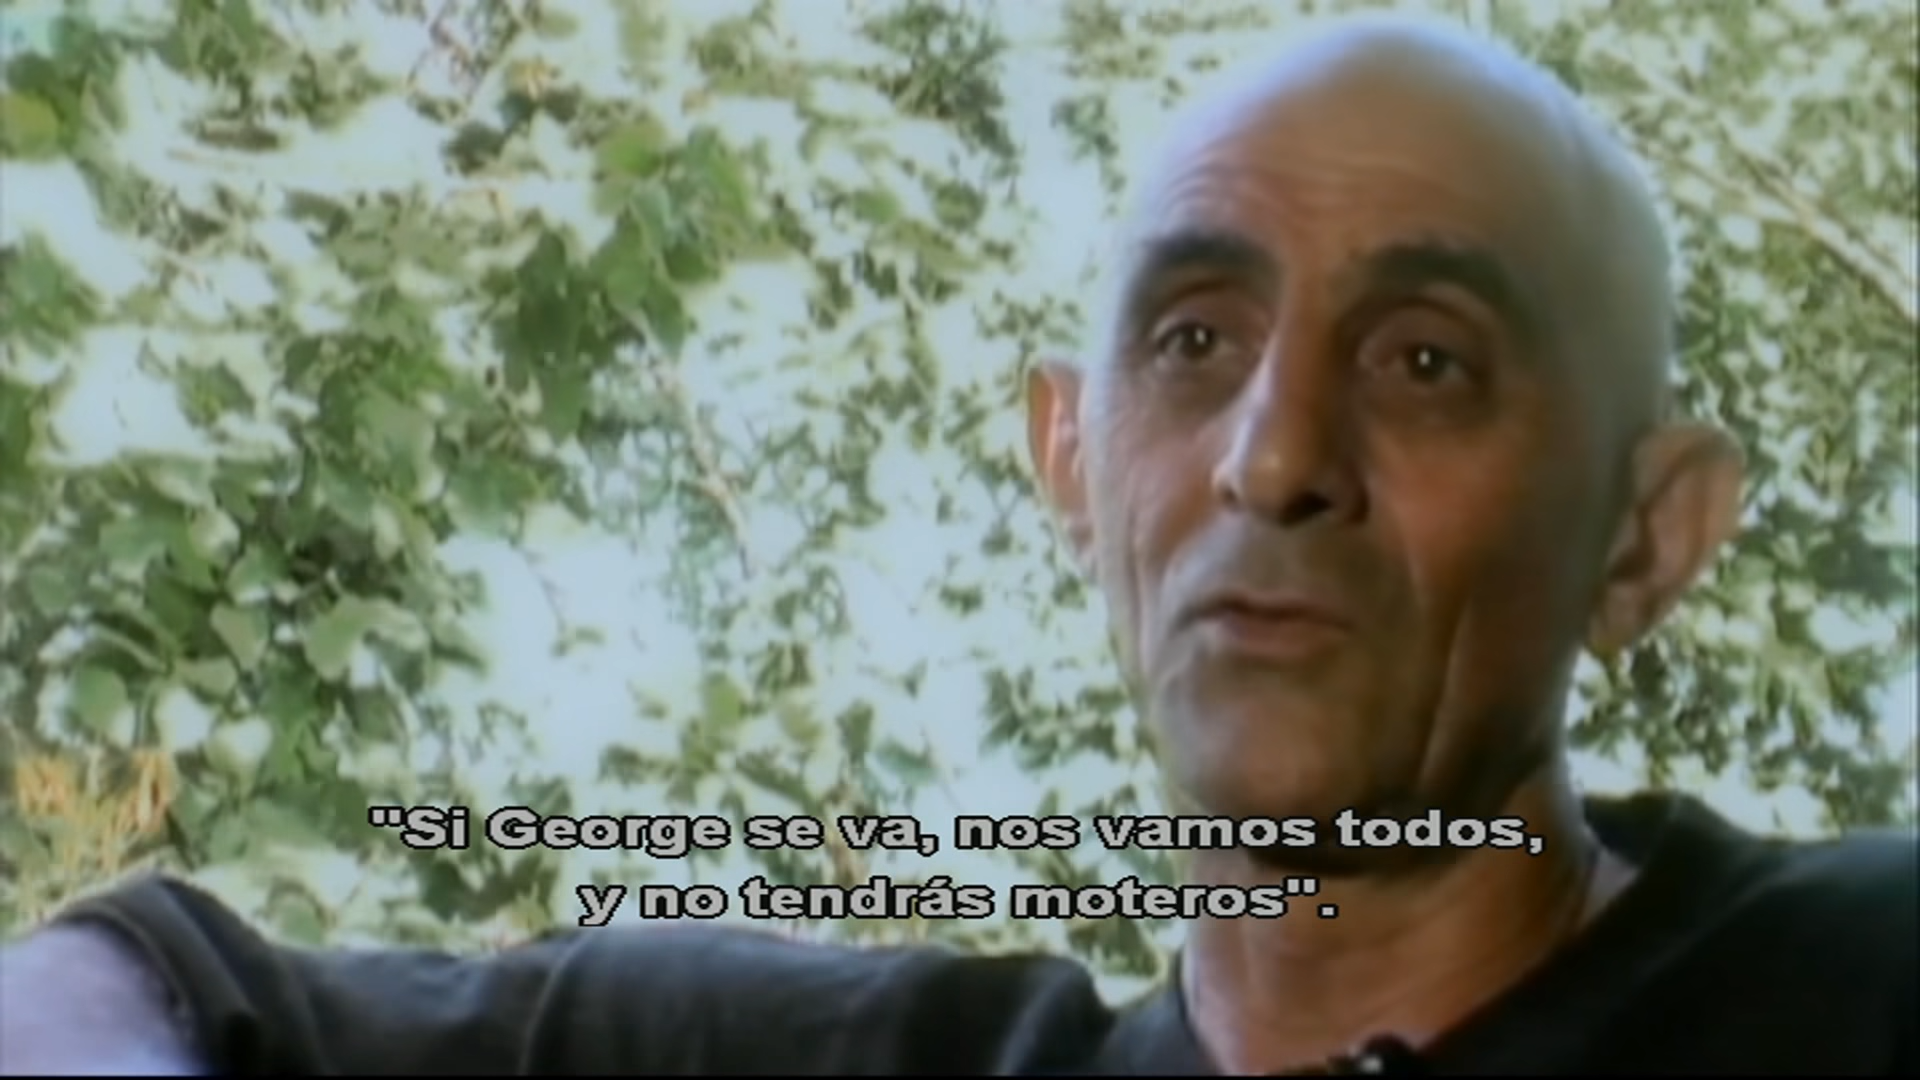 "Si George se va, nos vamos todos,
y no tendrás moteros".